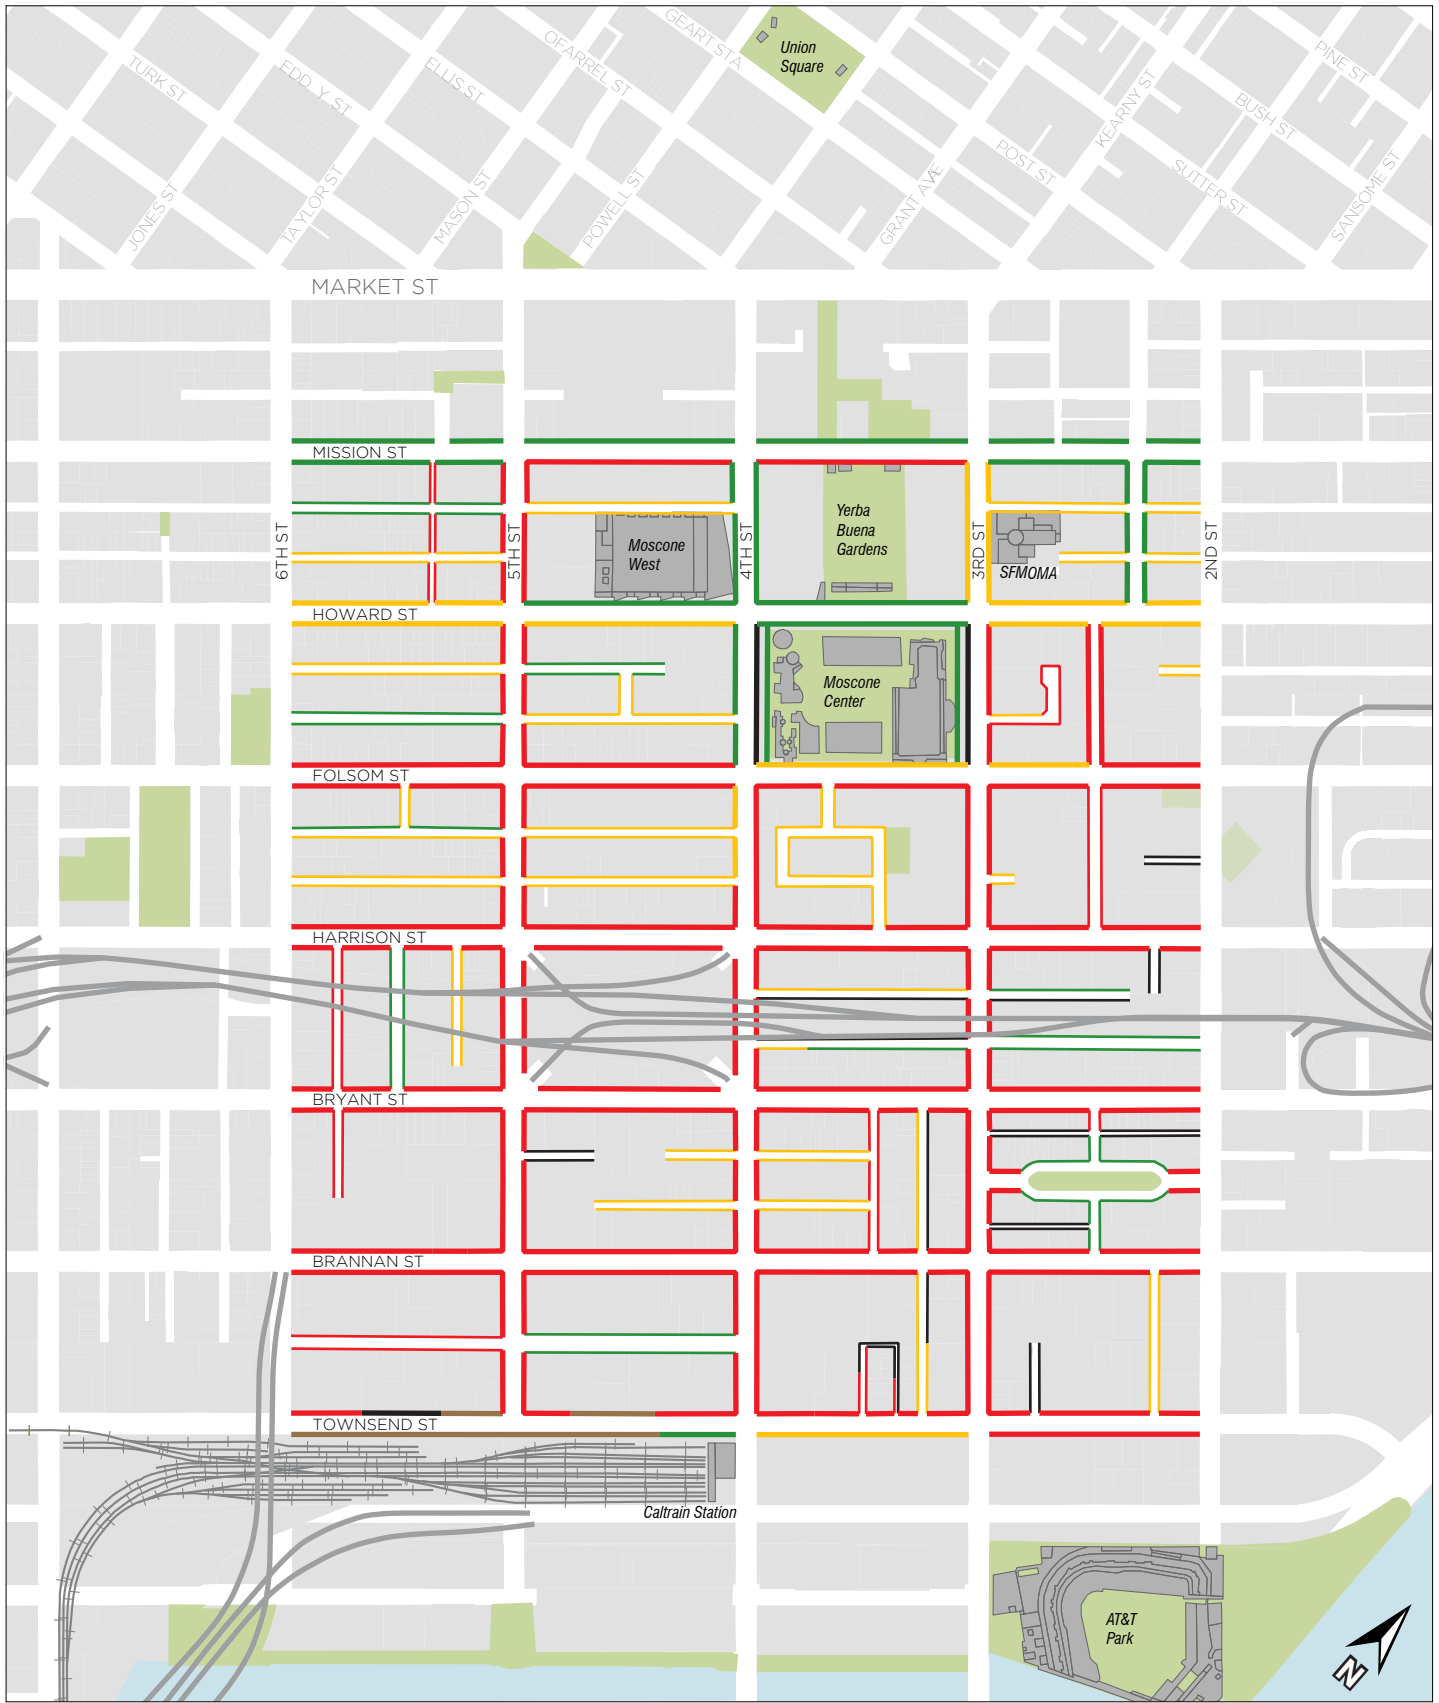 GEARY STA
Union
Square
OFARREL ST
ELLIS ST
EDD Y ST
TURK ST
PINE ST
BUSH ST
KEARNY ST
POST ST
SUTTER ST
SANSOME ST
GRANT AVE
POWELL ST
MASON ST
TAYLOR ST
JONES ST
MARKET ST
MISSION ST
6TH ST
5TH ST
4TH ST
3RD ST
2ND ST
Moscone
West
Yerba
Buena
Gardens
SFMOMA
HOWARD ST
Moscone
Center
FOLSOM ST
HARRISON ST
BRYANT ST
BRANNAN ST
TOWNSEND ST
Caltrain Station
AT&T
Park
N